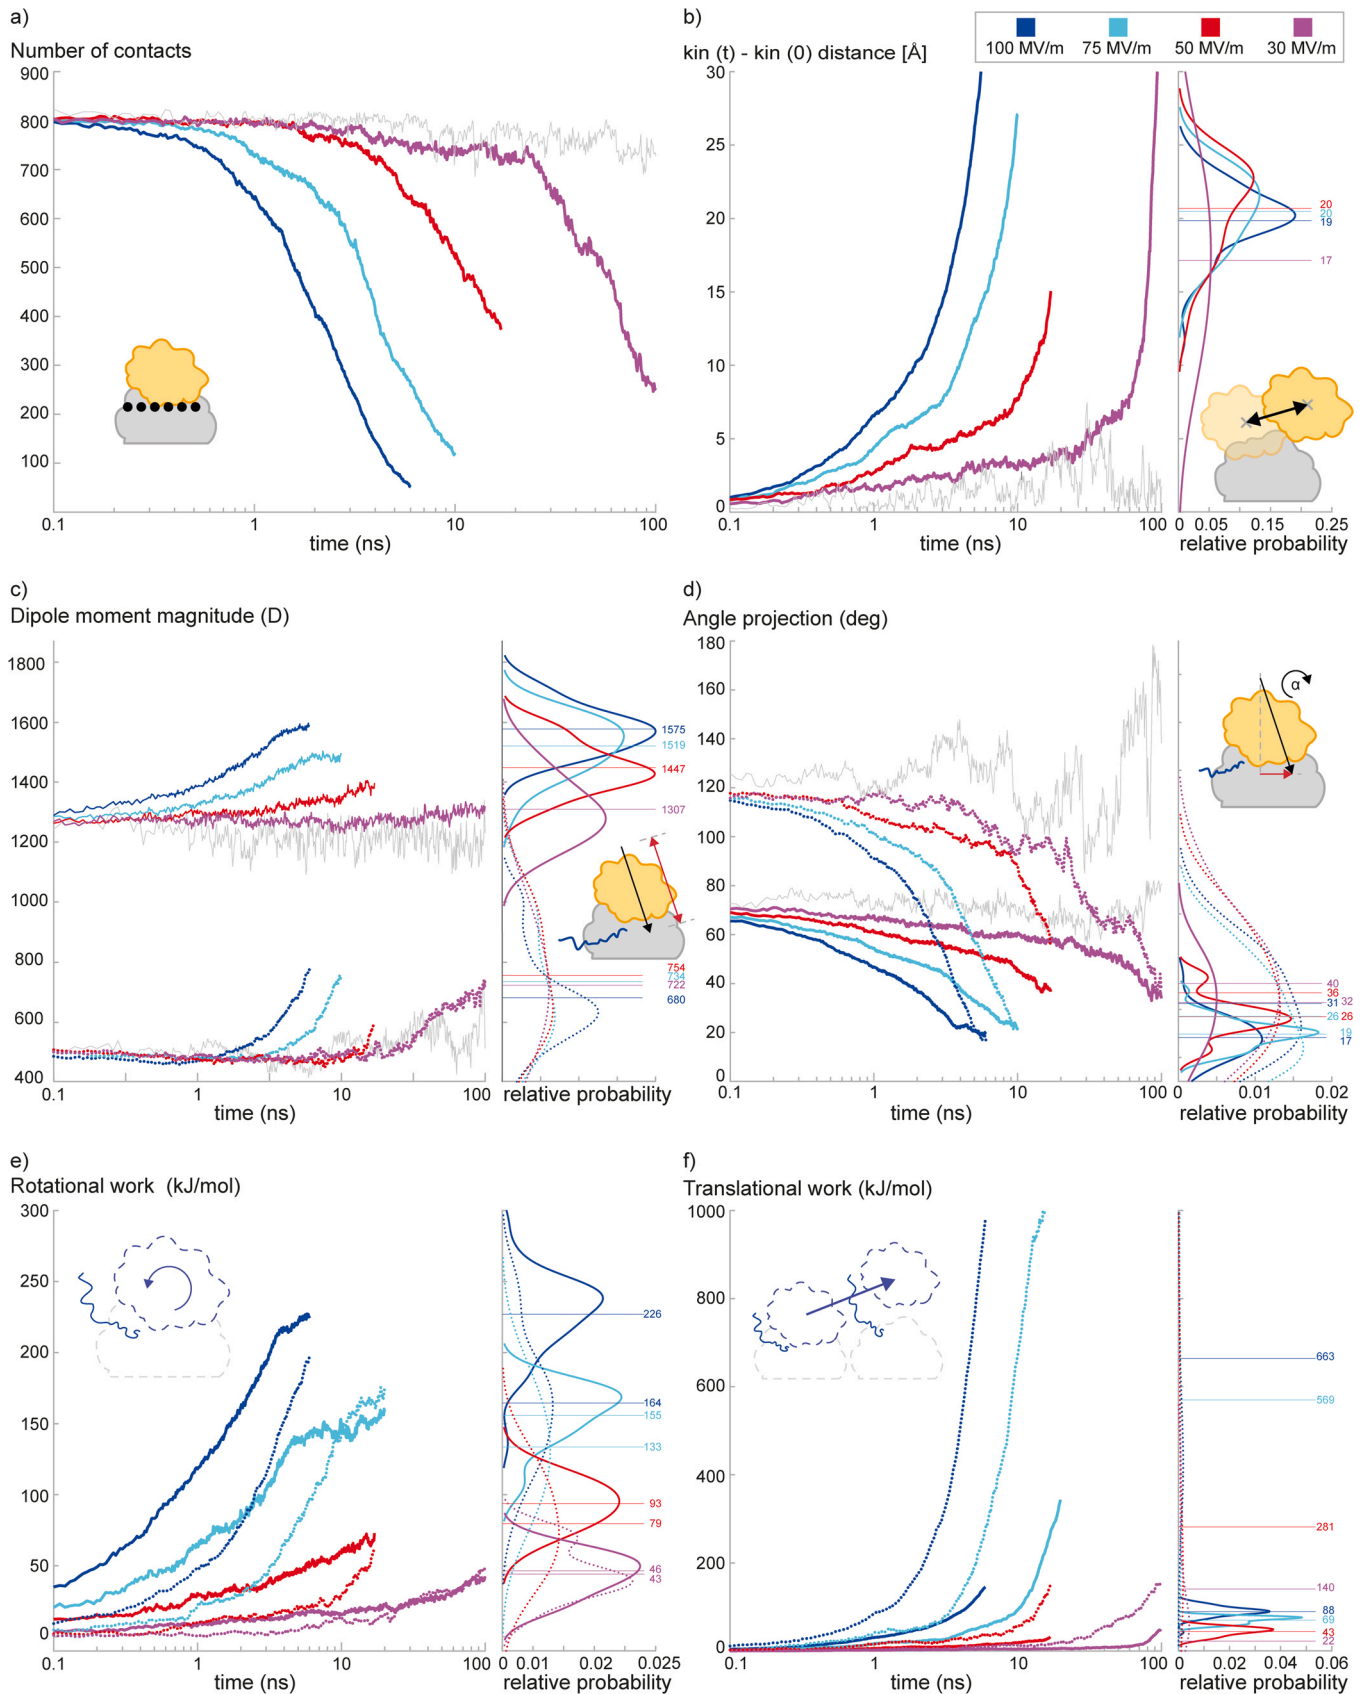 a)
Number of contacts
900
800
700
600
500
400
300
200
100
0.1 1 10 100
time (ns)
b)
kin (t) - kin (0) distance [Å]
100 MV/m 75 MV/m 50 MV/m 30 MV/m
30
25
20
15
10
5
0
0.1 1 10 100
time (ns)
20
20
19
17
0 0.05 0.15 0.25
relative probability
c)
Dipole moment magnitude (D)
1800
1600
1400
1200
1000
800
600
400
0.1 1 10 100
time (ns)
1575
1519
1447
1307
754
734
722
680
relative probability
d)
Angle projection (deg)
180
160
140
120
100
80
60
40
20
0
0.1 1 10 100
time (ns)
α
40
36
31 32
26 26
19
17
0.01 0.02
relative probability
e)
Rotational work (kJ/mol)
300
250
200
150
100
50
0
0.1 1 10 100
time (ns)
226
164
155
133
93
79
46
43
0 0.02 0.025
relative probability
f)
Translational work (kJ/mol)
1000
800
600
400
200
0
0.1 1 10 100
time (ns)
663
569
281
140
88
69
43
22
0 0.02 0.04 0.06
relative probability